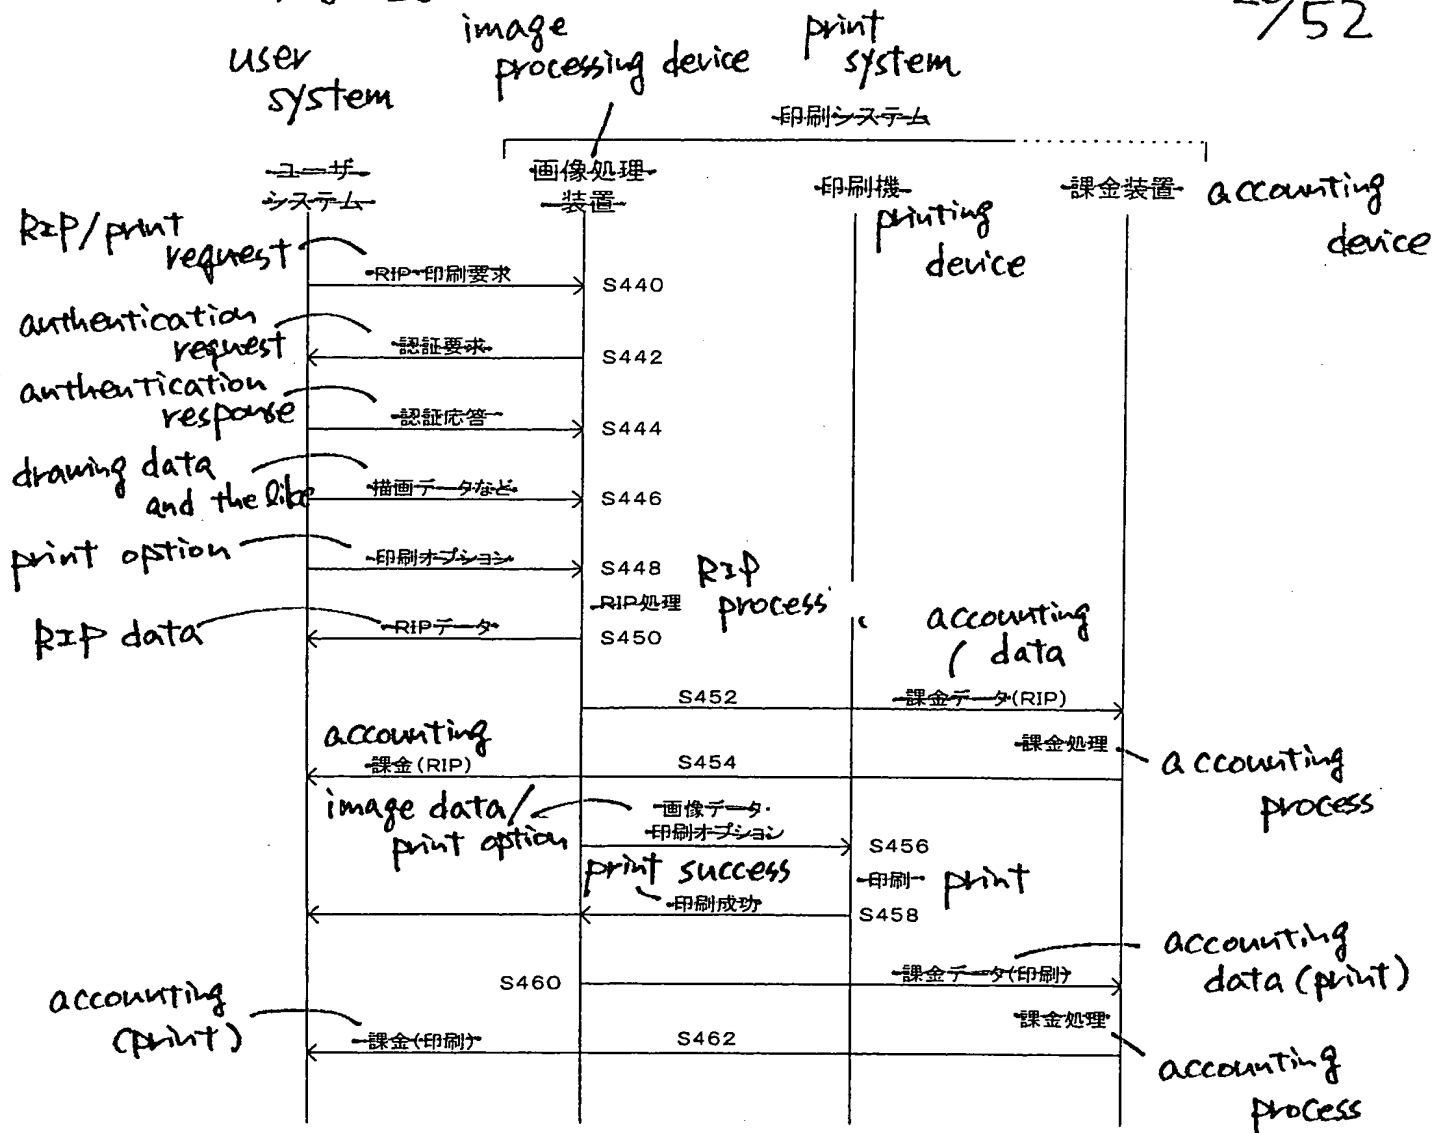 /52
image
processing device
print
system
user
system
印刷システム
ユーザ
システム
画像処理
装置
印刷機
printing
device
課金装置
accounting
device
RIP/print
request
RIP・印刷要求
S440
authentication
request
認証要求
S442
authentication
response
認証応答
S444
drawing data
and the like
描画データなど
S446
print option
印刷オプション
S448
RIP処理
RIP
process
RIP data
RIPデータ
S450
accounting
data
S452
課金データ(RIP)
課金処理
accounting
process
accounting
課金(RIP)
S454
image data/
print option
画像データ・
印刷オプション
S456
印刷
print
print success
印刷成功
S458
S460
課金データ(印刷)
accounting
data (print)
課金処理
accounting
process
accounting
(print)
課金(印刷)
S462